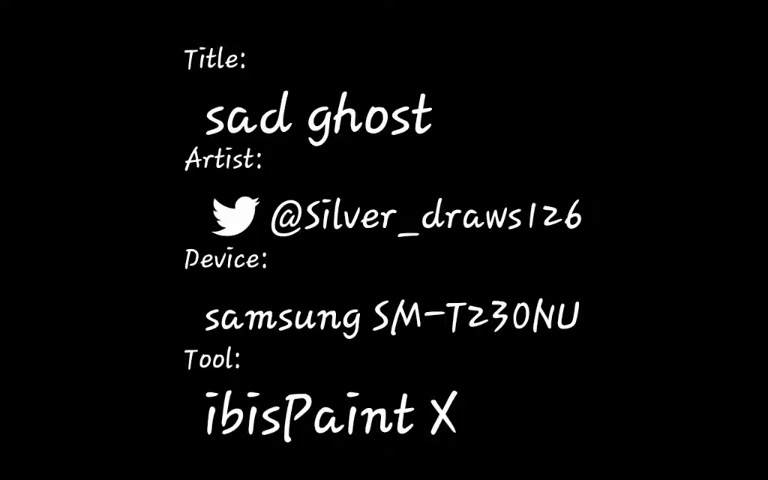 Title:
sad ghost
Artist:
@Silver_draws126
Device:
samsung SM-T230NU
Tool:
ibisPaint X